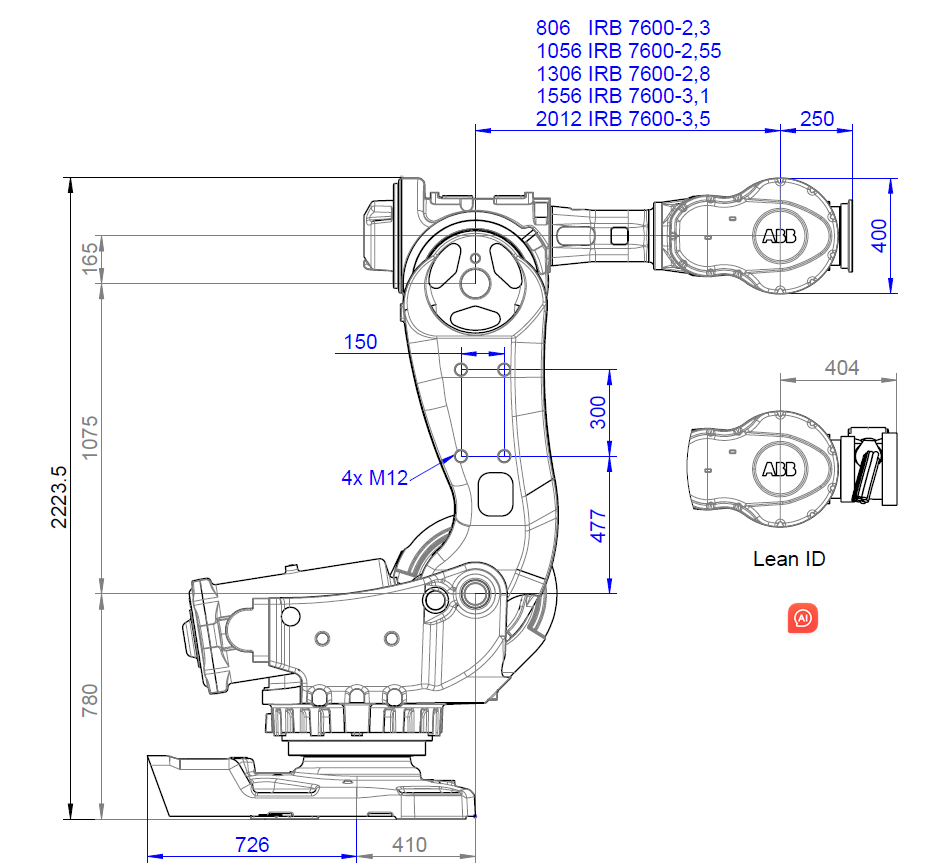 806 IRB 7600-2,3
1056 IRB 7600-2,55
1306 IRB 7600-2,8
1556 IRB 7600-3,1
2012 IRB 7600-3,5
250
165
ABB
400
150
404
300
1075
ABB
4x M12
2223.5
477
Lean ID
AI
780
726
410